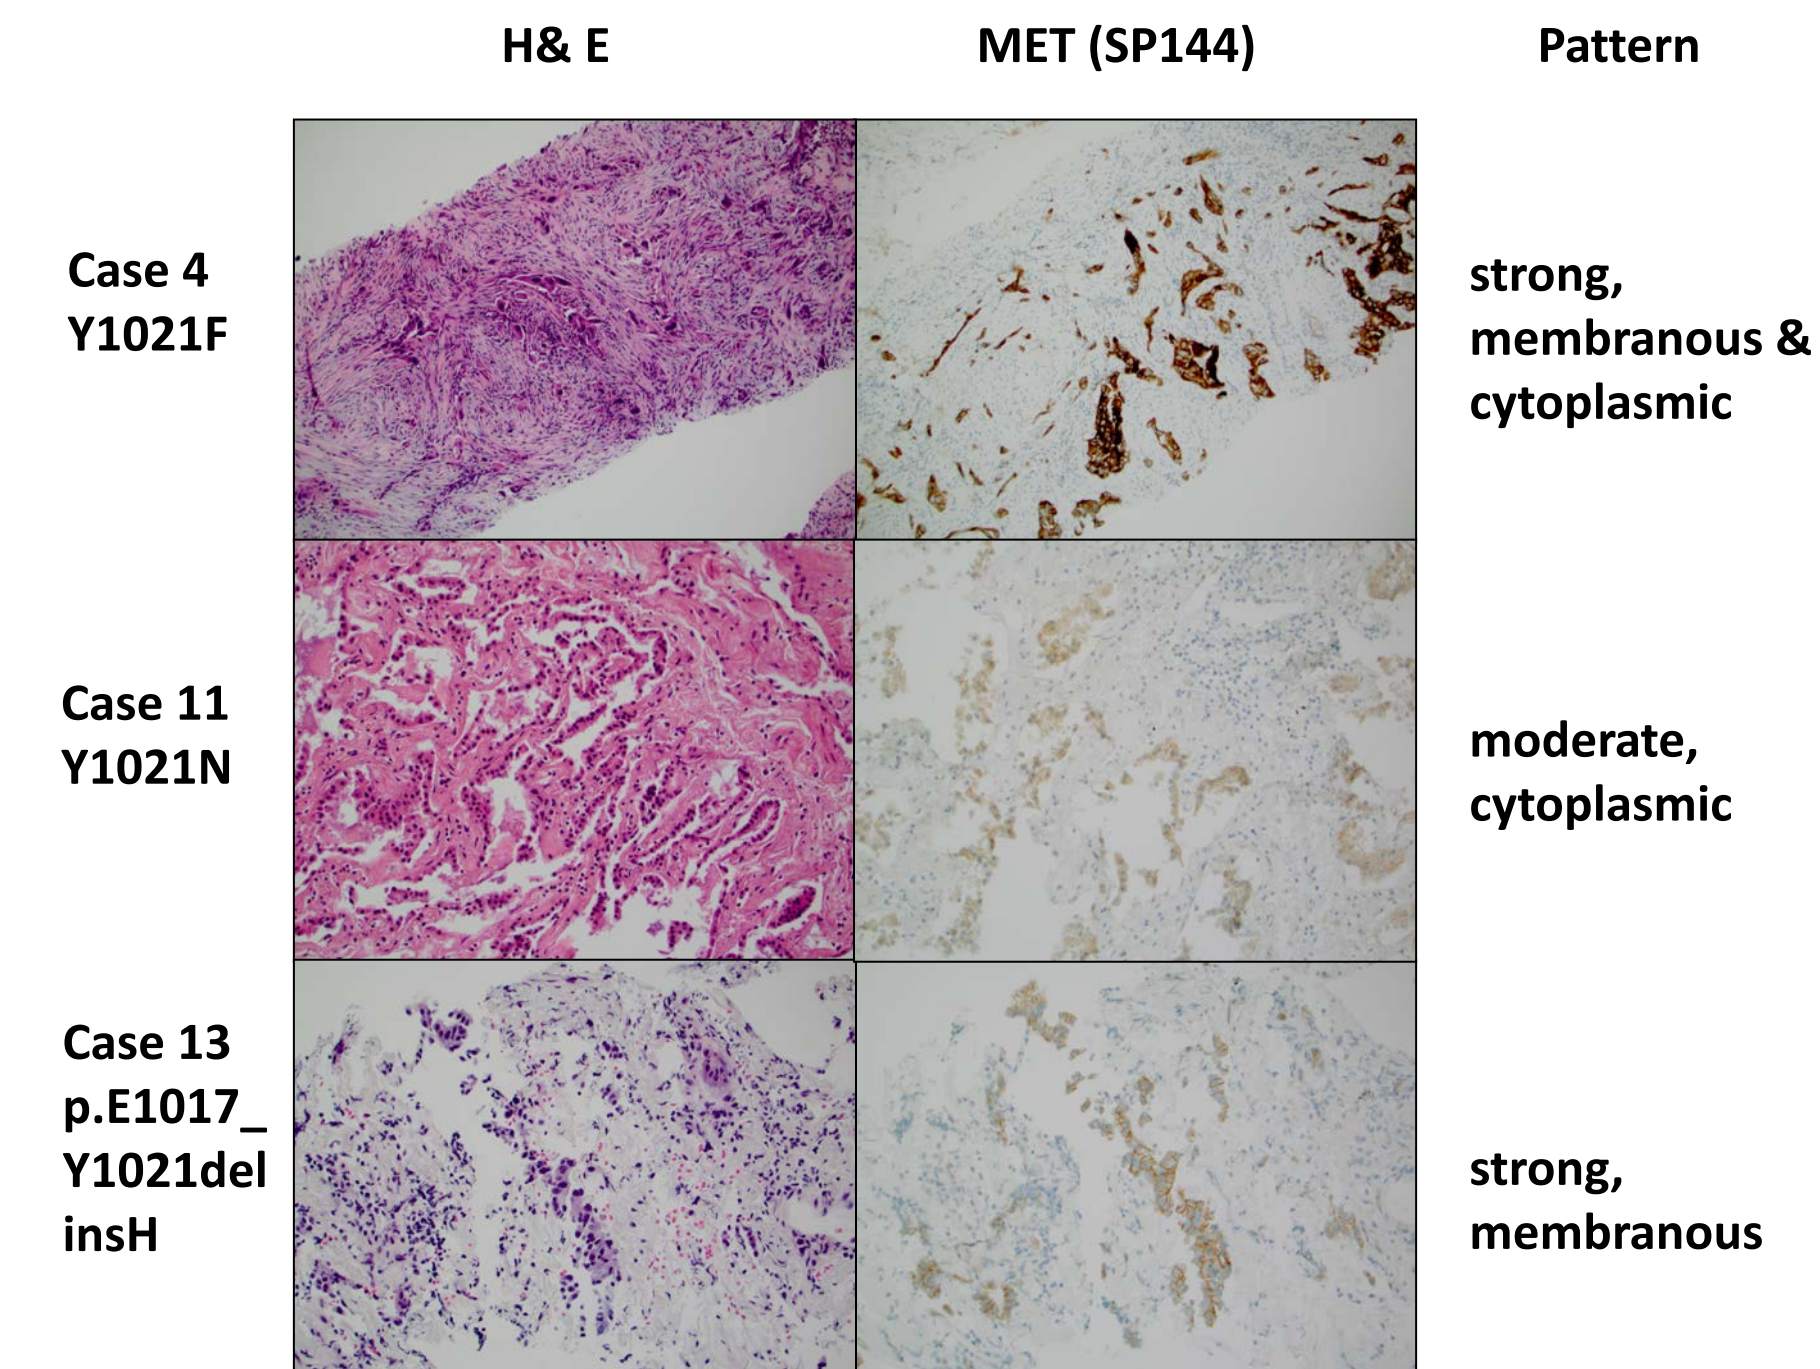 H& E
MET (SP144)
Pattern
Case 4
Y1021F
strong,
membranous &
cytoplasmic
Case 11
Y1021N
moderate,
cytoplasmic
Case 13
p.E1017_
Y1021del
insH
strong,
membranous